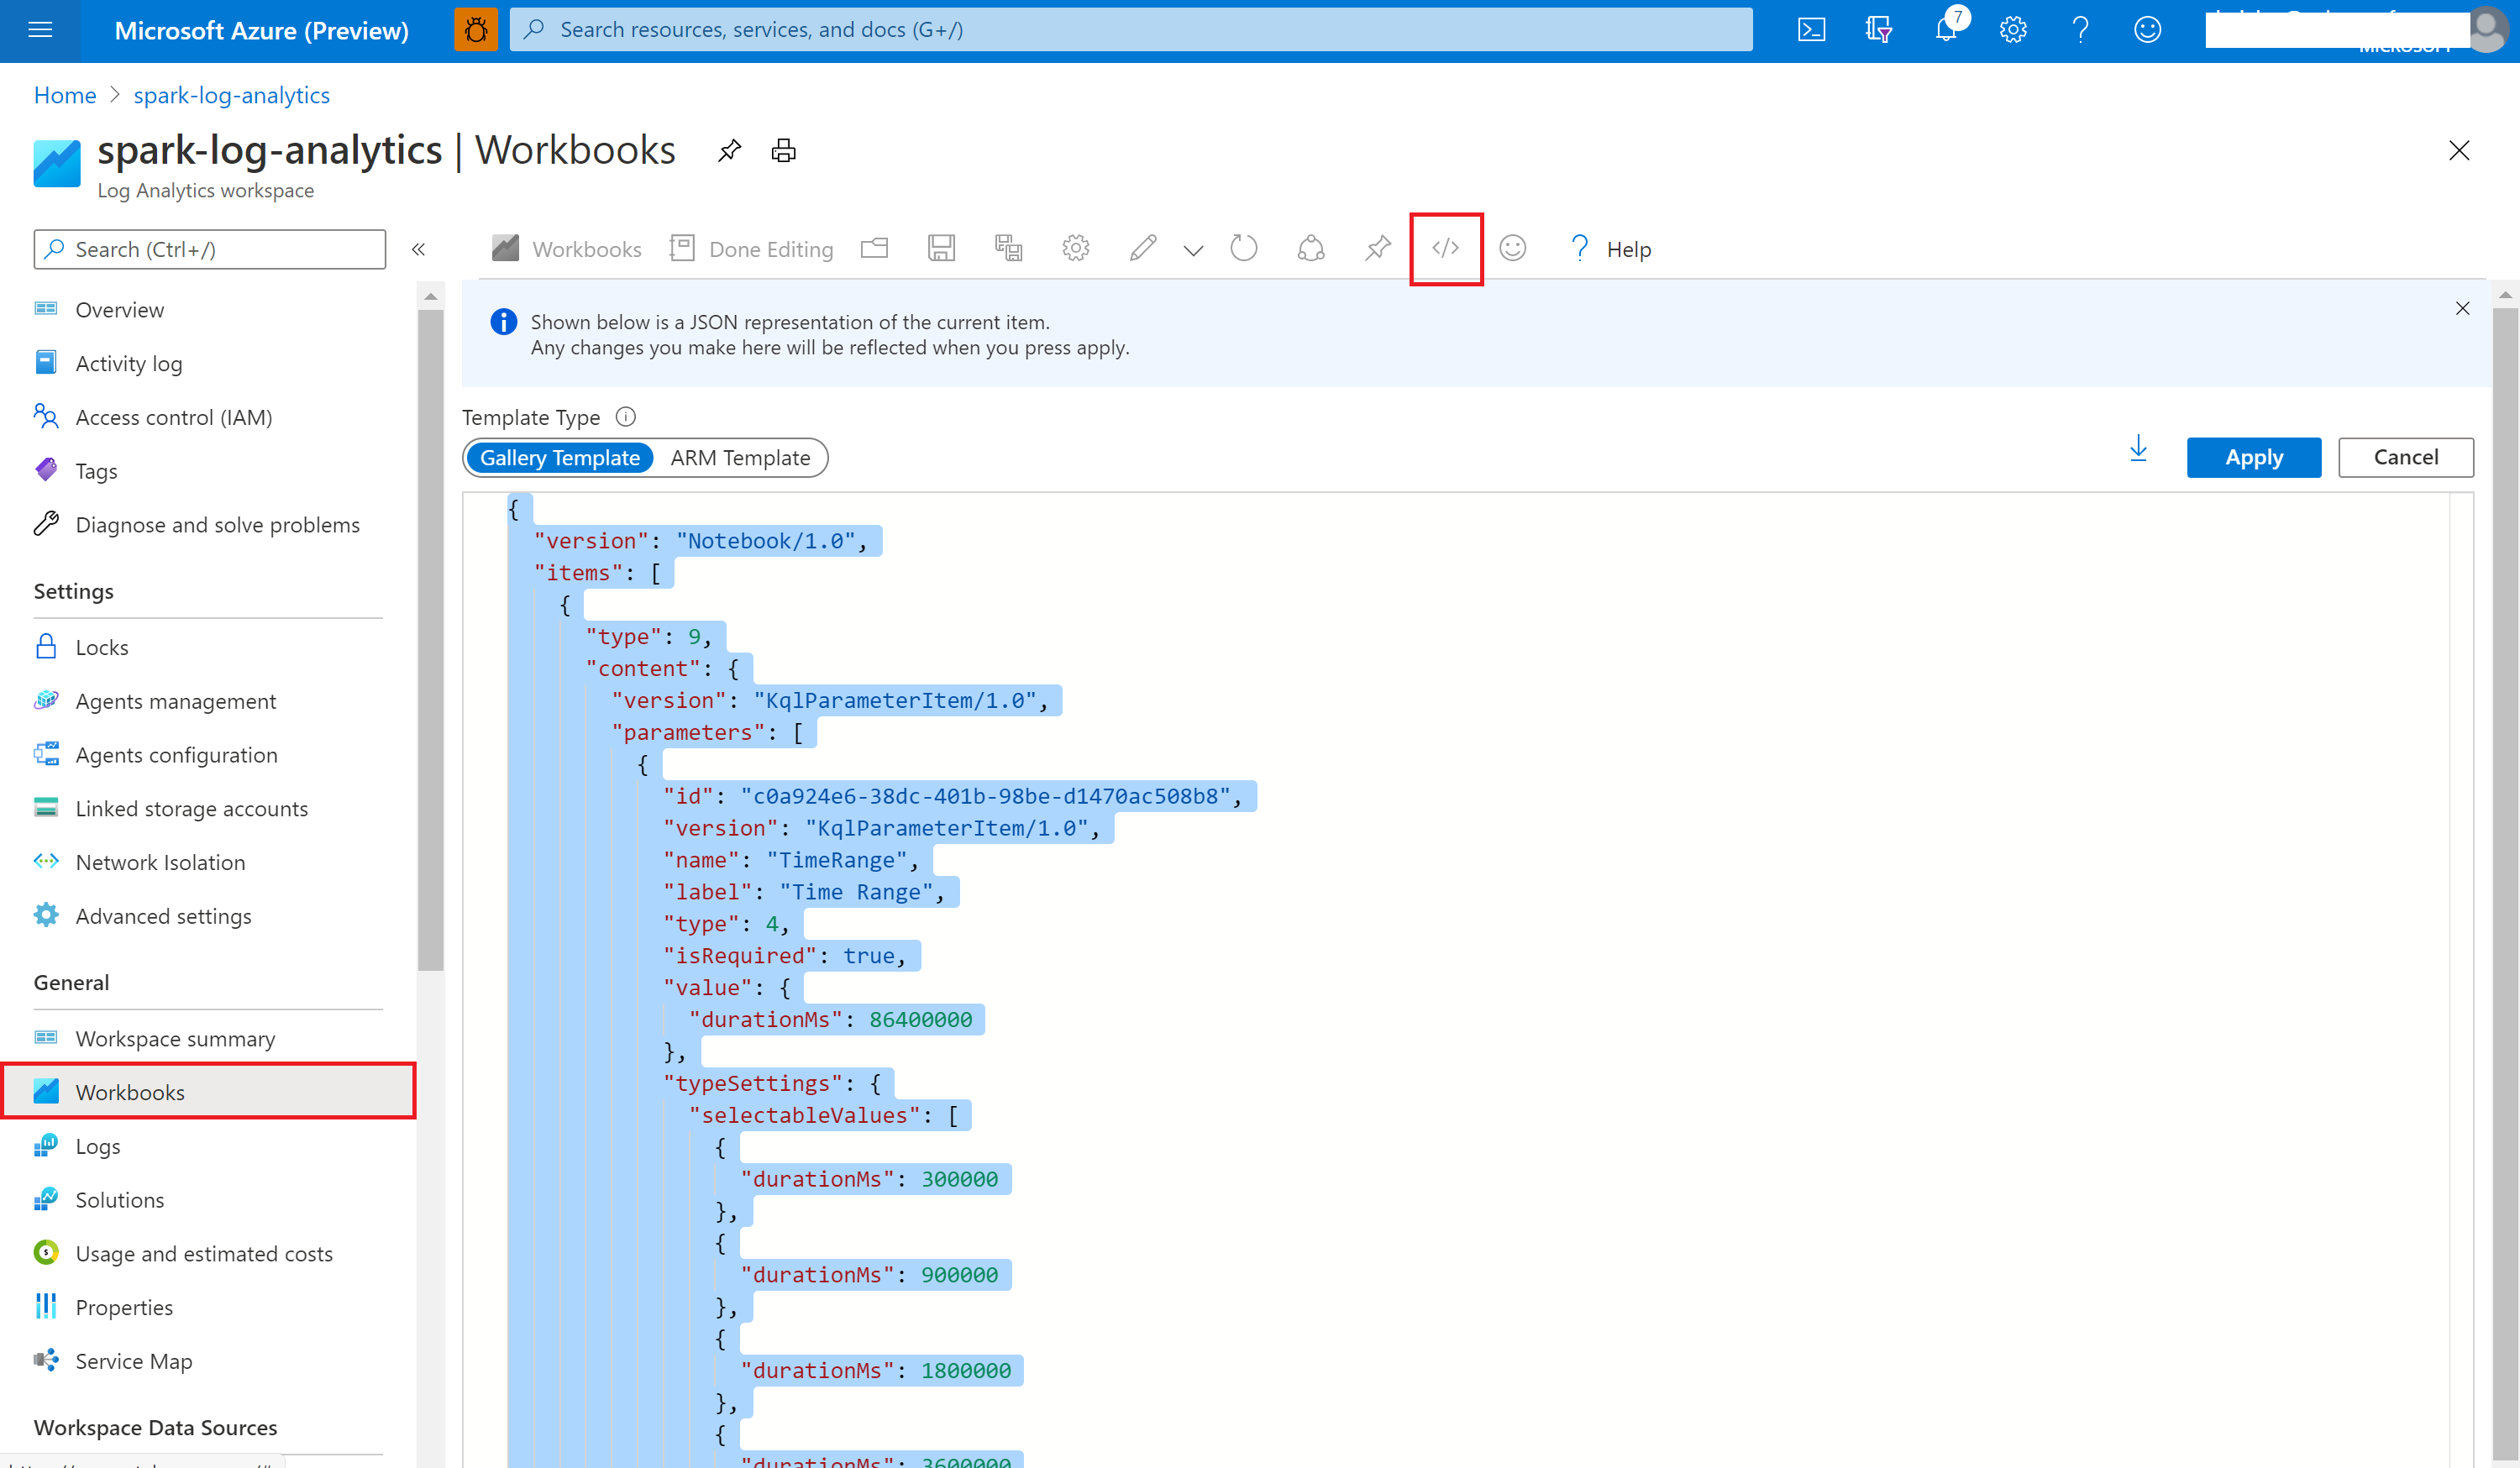 Microsoft Azure (Preview)
Search resources, services, and docs (G+/)
7
Home > spark-log-analytics
spark-log-analytics | Workbooks
Log Analytics workspace
Search (Ctrl+/)
«
Workbooks
Done Editing
</>
? Help
Overview
Activity log
Access control (IAM)
Tags
Diagnose and solve problems
Settings
Locks
Agents management
Agents configuration
Linked storage accounts
Network Isolation
Advanced settings
General
Workspace summary
Workbooks
Logs
Solutions
Usage and estimated costs
Properties
Service Map
Workspace Data Sources
Shown below is a JSON representation of the current item.
Any changes you make here will be reflected when you press apply.
Template Type
Gallery Template ARM Template
Apply
Cancel
{
"version": "Notebook/1.0",
"items": [
{
"type": 9,
"content": {
"version": "KqlParameterItem/1.0",
"parameters": [
{
"id": "c0a924e6-38dc-401b-98be-d1470ac508b8",
"version": "KqlParameterItem/1.0",
"name": "TimeRange",
"label": "Time Range",
"type": 4,
"isRequired": true,
"value": {
"durationMs": 86400000
},
"typeSettings": {
"selectableValues": [
{
"durationMs": 300000
},
{
"durationMs": 900000
},
{
"durationMs": 1800000
},
{
"durationMs": 3600000